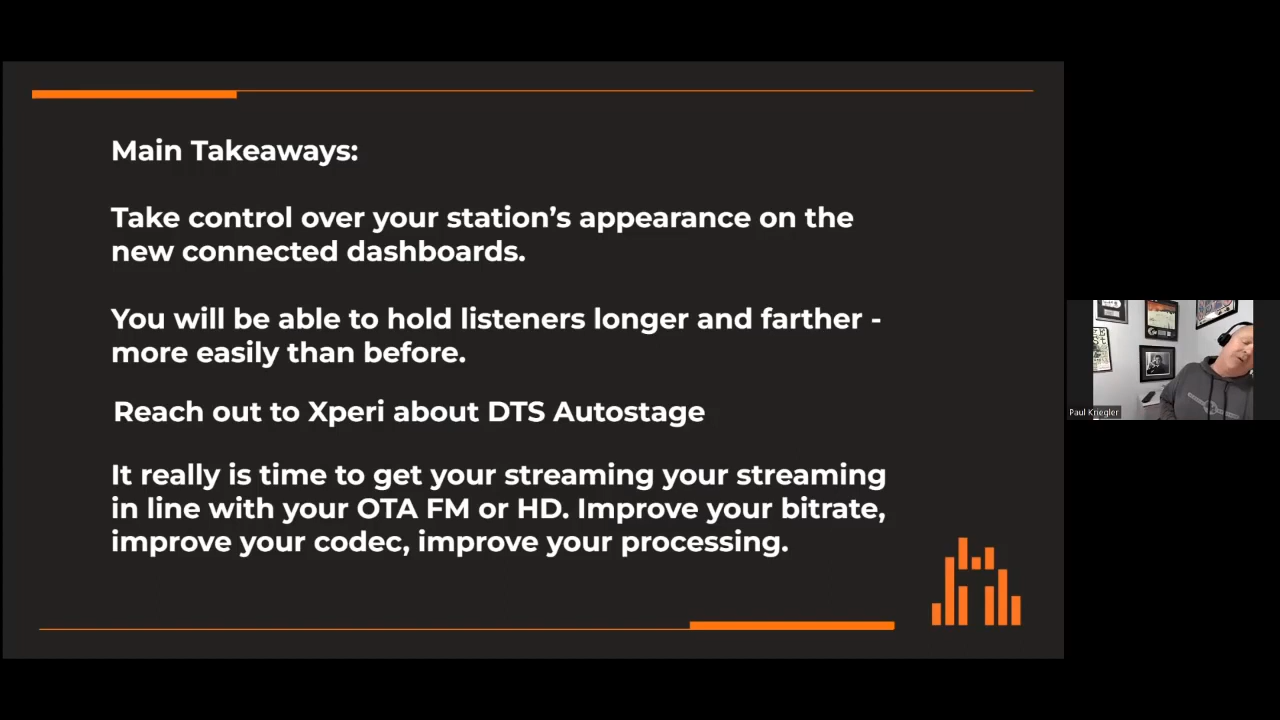 Main Takeaways:
Take control over your station’s appearance on the
new connected dashboards.
You will be able to hold listeners longer and farther -
more easily than before.
Reach out to Xperi about DTS Autostage
It really is time to get your streaming your streaming
in line with your OTA FM or HD. Improve your bitrate,
improve your codec, improve your processing.
Paul Kriegler